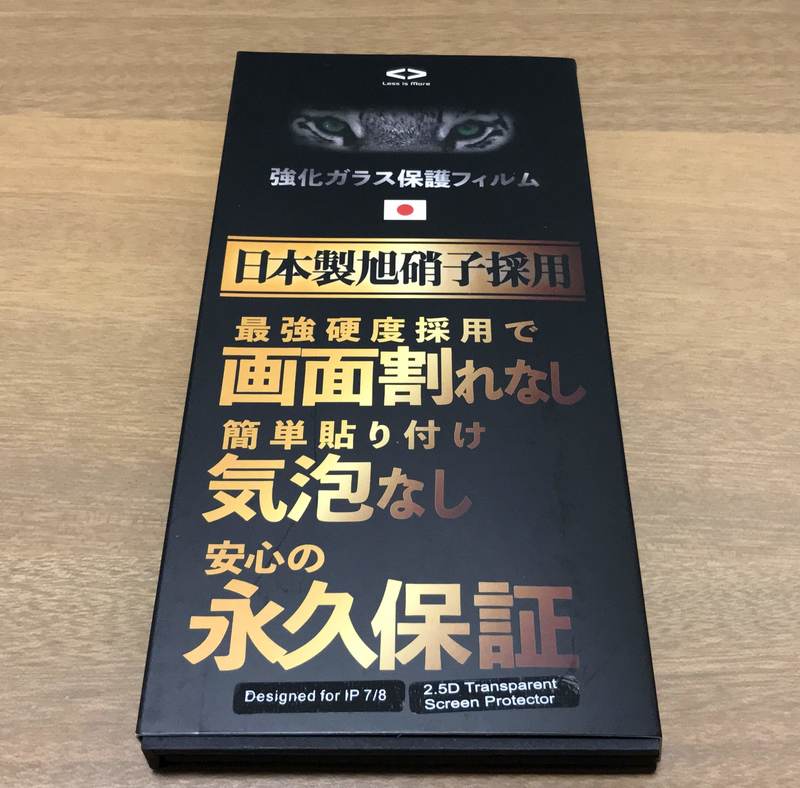 Less is More
強化ガラス保護フィルム
日本製旭硝子採用
最強硬度採用で
画面割れなし
簡単貼り付け
気泡なし
安心の
永久保証
Designed for IP 7/8
2.5D Transparent
Screen Protector